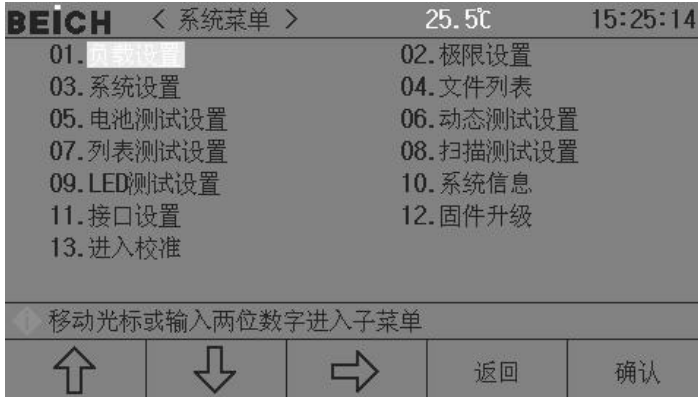 BEICH < 系统菜单 > 25.5℃ 15:25:14
01.负载设置 02.极限设置
03.系统设置 04.文件列表
05.电池测试设置 06.动态测试设置
07.列表测试设置 08.扫描测试设置
09.LED测试设置 10.系统信息
11.接口设置 12.固件升级
13.进入校准
移动光标或输入两位数字进入子菜单
返回 确认